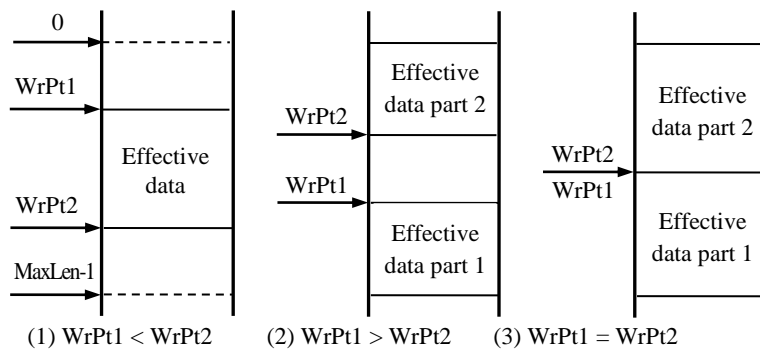 0
WrPt1
Effective
data
WrPt2
MaxLen-1
(1) WrPt1 < WrPt2
Effective
data part 2
WrPt2
WrPt1
Effective
data part 1
(2) WrPt1 > WrPt2
Effective
data part 2
WrPt2
WrPt1
Effective
data part 1
(3) WrPt1 = WrPt2